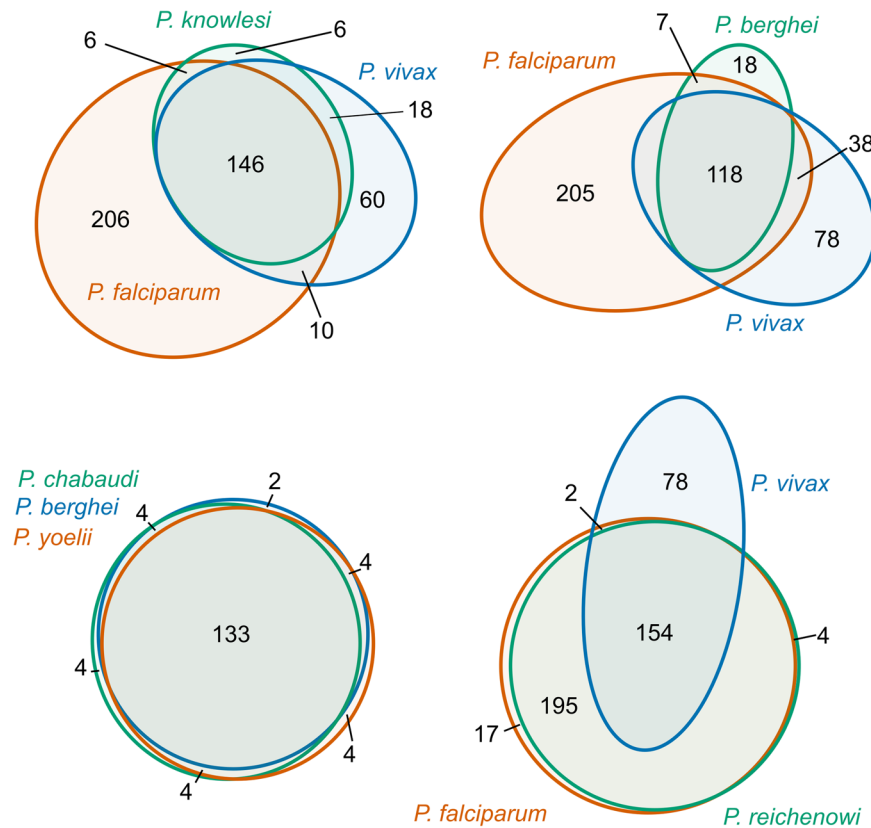 P. knowlesi
6
6
P. vivax
18
146
60
206
P. falciparum
10
7
P. berghei
P. falciparum
18
38
118
205
78
P. vivax
P. chabaudi
P. berghei
P. yoelii
4
2
4
133
4
4
4
78
P. vivax
2
154
4
195
17
P. falciparum
P. reichenowi